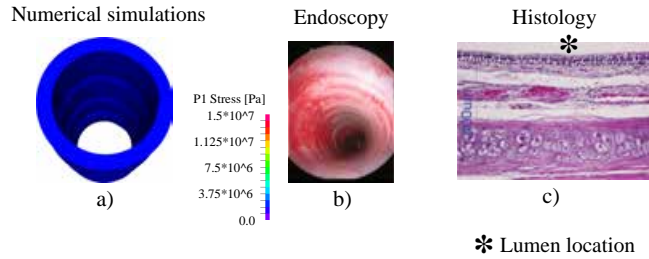 Numerical simulations
Endoscopy
Histology
*
P1 Stress [Pa]
1.5*10^7
1.125*10^7
7.5*10^6
3.75*10^6
0.0
a)
b)
c)
* Lumen location